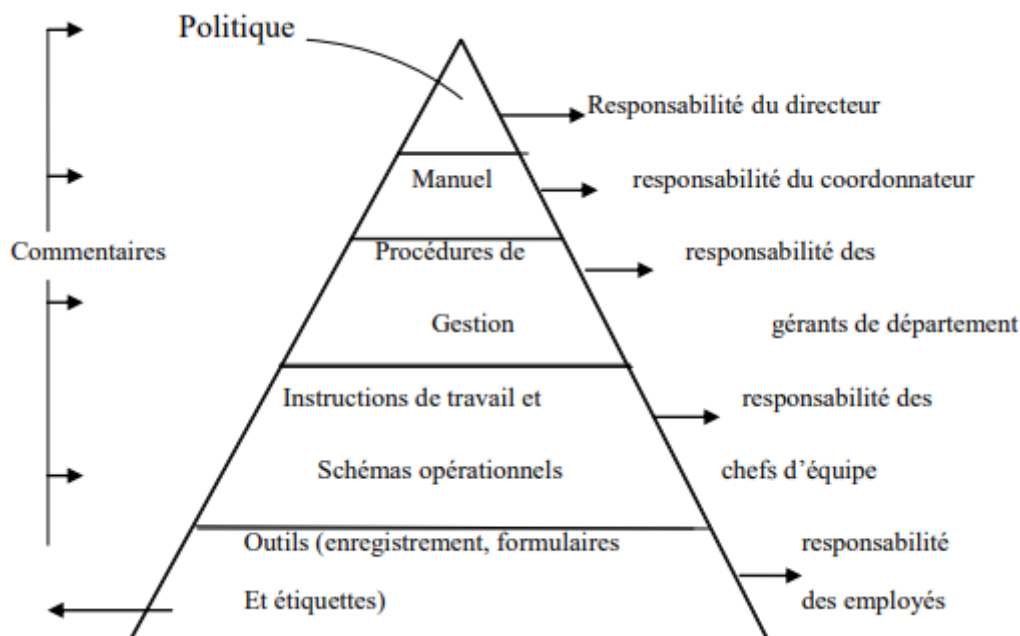 Politique
Responsabilité du directeur
Manuel
responsabilité du coordonnateur
Commentaires
Procédures de
responsabilité des
Gestion
gérants de département
Instructions de travail et
responsabilité des
Schémas opérationnels
chefs d’équipe
Outils (enregistrement, formulaires
responsabilité
Et étiquettes)
des employés